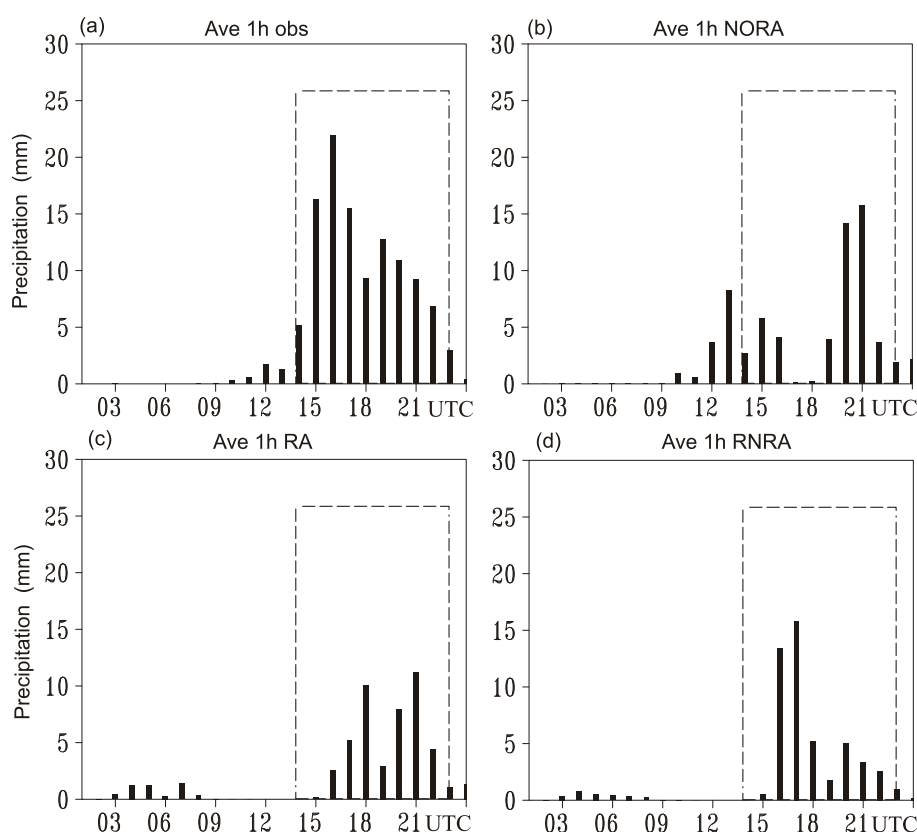 (a) Ave 1h obs
(b) Ave 1h NORA
30 30
25 25
20 20
15 15
10 10
5 5
0 0
Precipitation (mm)
03 06 09 12 15 18 21 UTC
03 06 09 12 15 18 21 UTC
(c) Ave 1h RA
(d) Ave 1h RNRA
30 30
25 25
20 20
15 15
10 10
5 5
0 0
Precipitation (mm)
03 06 09 12 15 18 21 UTC
03 06 09 12 15 18 21 UTC